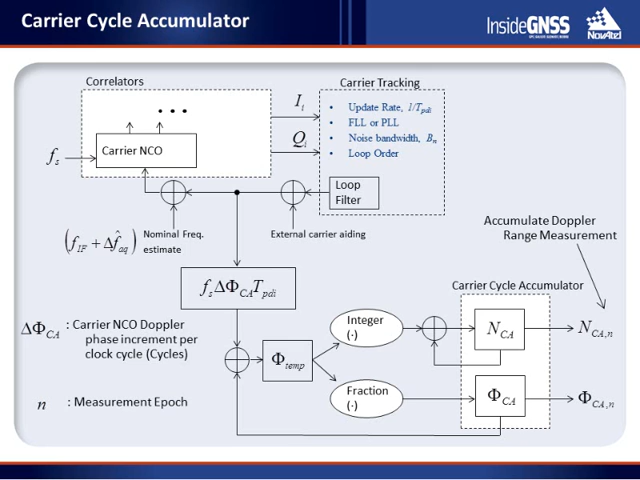 Carrier Cycle Accumulator
InsideGNSS
NovAtel
Correlators
Carrier Tracking
• • •
I_i
Q_i
• Update Rate, 1/T_pdi
• FLL or PLL
• Noise bandwidth, B_n
• Loop Order
f_s
Carrier NCO
Loop
Filter
(f_IF + Δf̂_aq)
Nominal Freq.
estimate
External carrier aiding
Accumulate Doppler
Range Measurement
f_s ΔΦ_CA T_pdi
Carrier Cycle Accumulator
ΔΦ_CA : Carrier NCO Doppler
phase increment per
clock cycle (Cycles)
Integer
(·)
N_CA
N_CA,n
Φ_temp
Fraction
(·)
Φ_CA
Φ_CA,n
n : Measurement Epoch